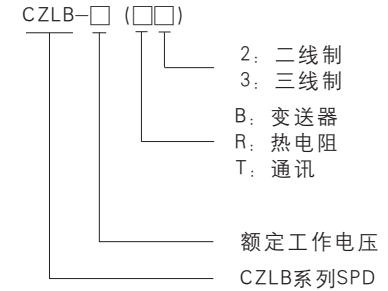 CZLB-□ (□□)
2：二线制
3：三线制
B：变送器
R：热电阻
T：通讯
额定工作电压
CZLB系列SPD